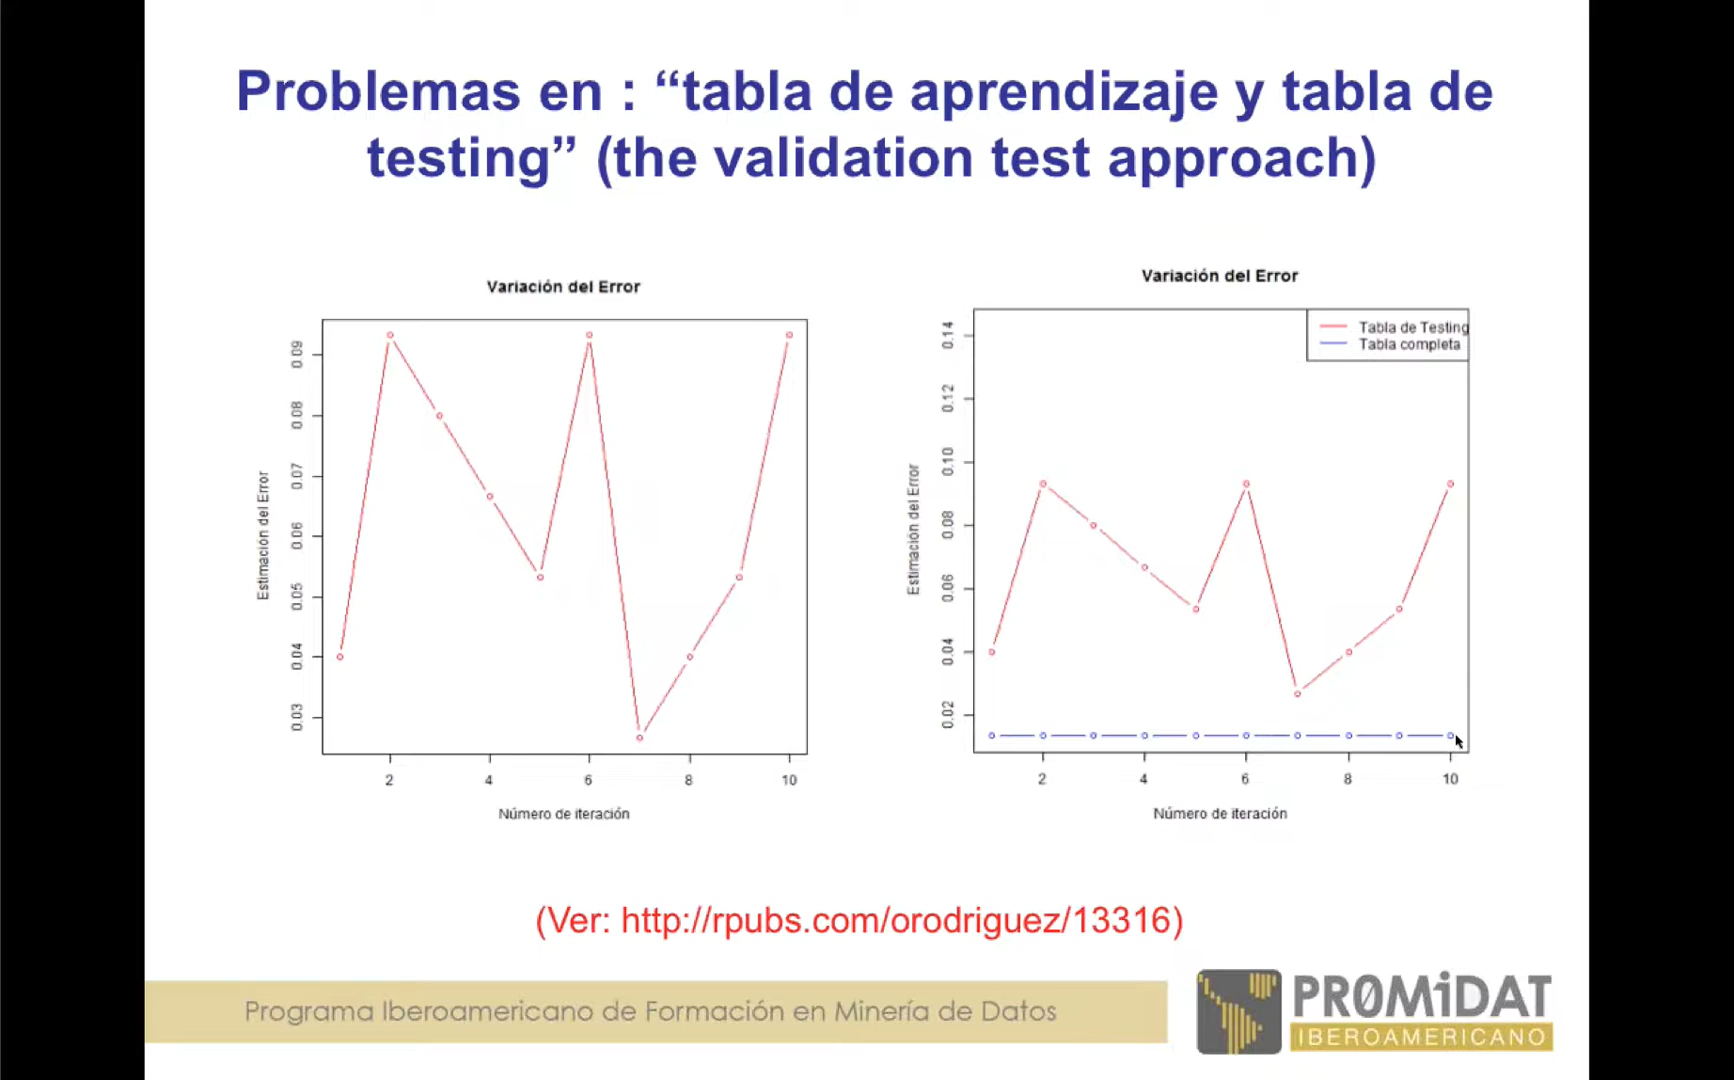 Problemas en : “tabla de aprendizaje y tabla de
testing” (the validation test approach)
Variación del Error
Estimación del Error
0.09
0.08
0.07
0.06
0.05
0.04
0.03
2 4 6 8 10
Número de iteración
Variación del Error
Tabla de Testing
Tabla completa
Estimación del Error
0.14
0.12
0.10
0.08
0.06
0.04
0.02
2 4 6 8 10
Número de iteración
(Ver: http://rpubs.com/orodriguez/13316)
Programa Iberoamericano de Formación en Minería de Datos
PR0MiDAT
IBEROAMERICANO